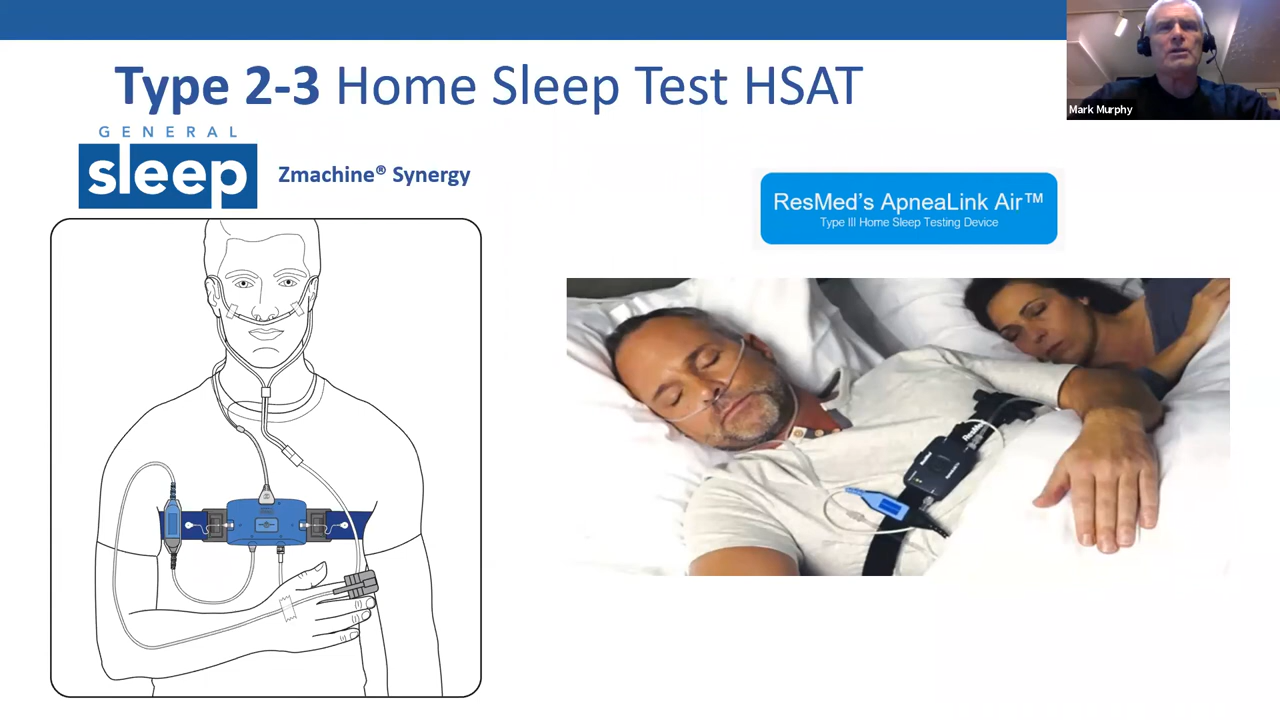 Type 2-3 Home Sleep Test HSAT
Mark Murphy
GENERAL
sleep
Zmachine® Synergy
ResMed's ApneaLink Air™
Type III Home Sleep Testing Device
ResMed